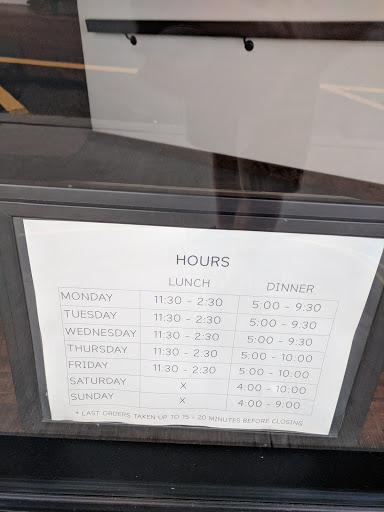 HOURS
LUNCH DINNER
MONDAY 11:30 - 2:30 5:00 - 9:30
TUESDAY 11:30 - 2:30 5:00 - 9:30
WEDNESDAY 11:30 - 2:30 5:00 - 9:30
THURSDAY 11:30 - 2:30 5:00 - 10:00
FRIDAY 11:30 - 2:30 5:00 - 10:00
SATURDAY X 4:00 - 10:00
SUNDAY X 4:00 - 9:00
* LAST ORDERS TAKEN UP TO 15 - 20 MINUTES BEFORE CLOSING